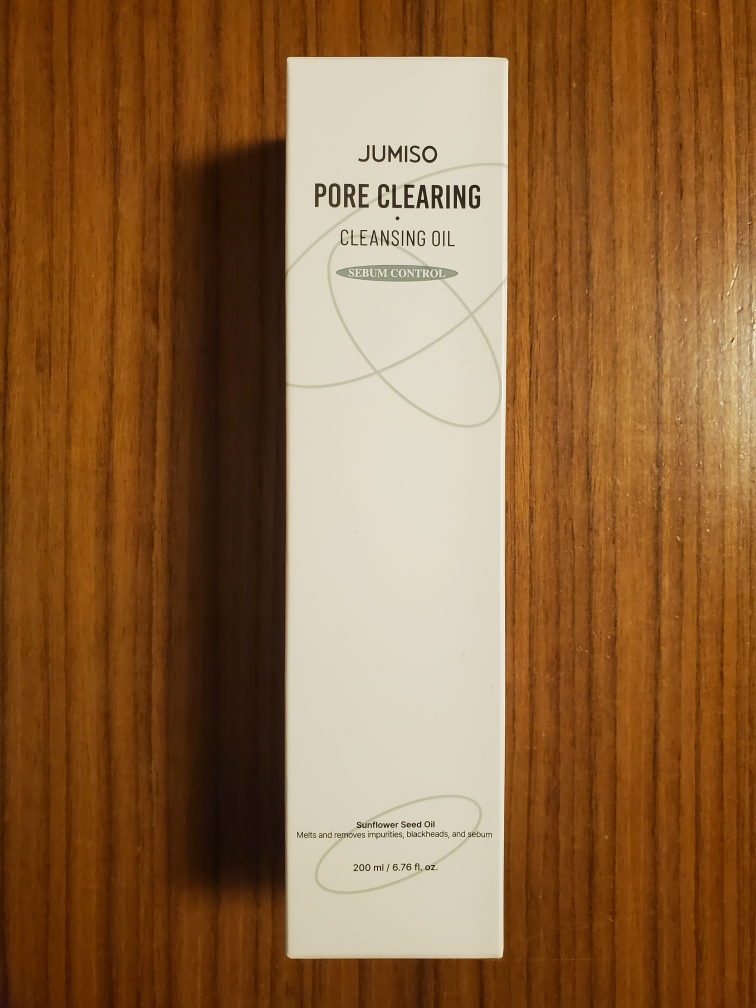 JUMISO
PORE CLEARING
•
CLEANSING OIL
SEBUM CONTROL
Sunflower Seed Oil
Melts and removes impurities, blackheads, and sebum
200 ml / 6.76 fl. oz.